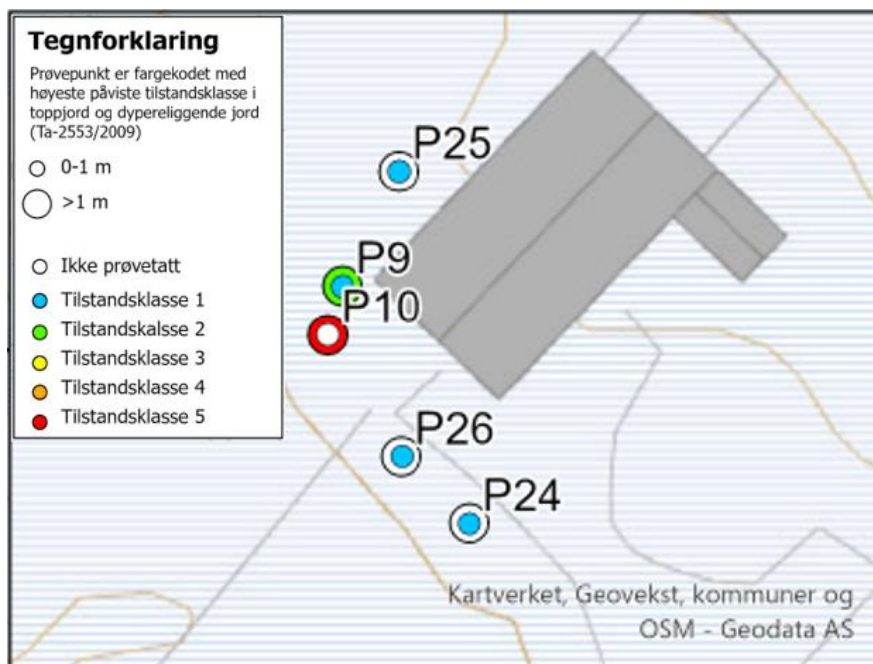 Tegnforklaring
Prøvepunkt er fargekodet med
høyeste påviste tilstandsklasse i
toppjord og dypereliggende jord
(Ta-2553/2009)
0-1 m
>1 m
Ikke prøvetatt
Tilstandsklasse 1
Tilstandskalsse 2
Tilstandsklasse 3
Tilstandsklasse 4
Tilstandsklasse 5
P25
P9
P10
P26
P24
Kartverket, Geovekst, kommuner og
OSM - Geodata AS